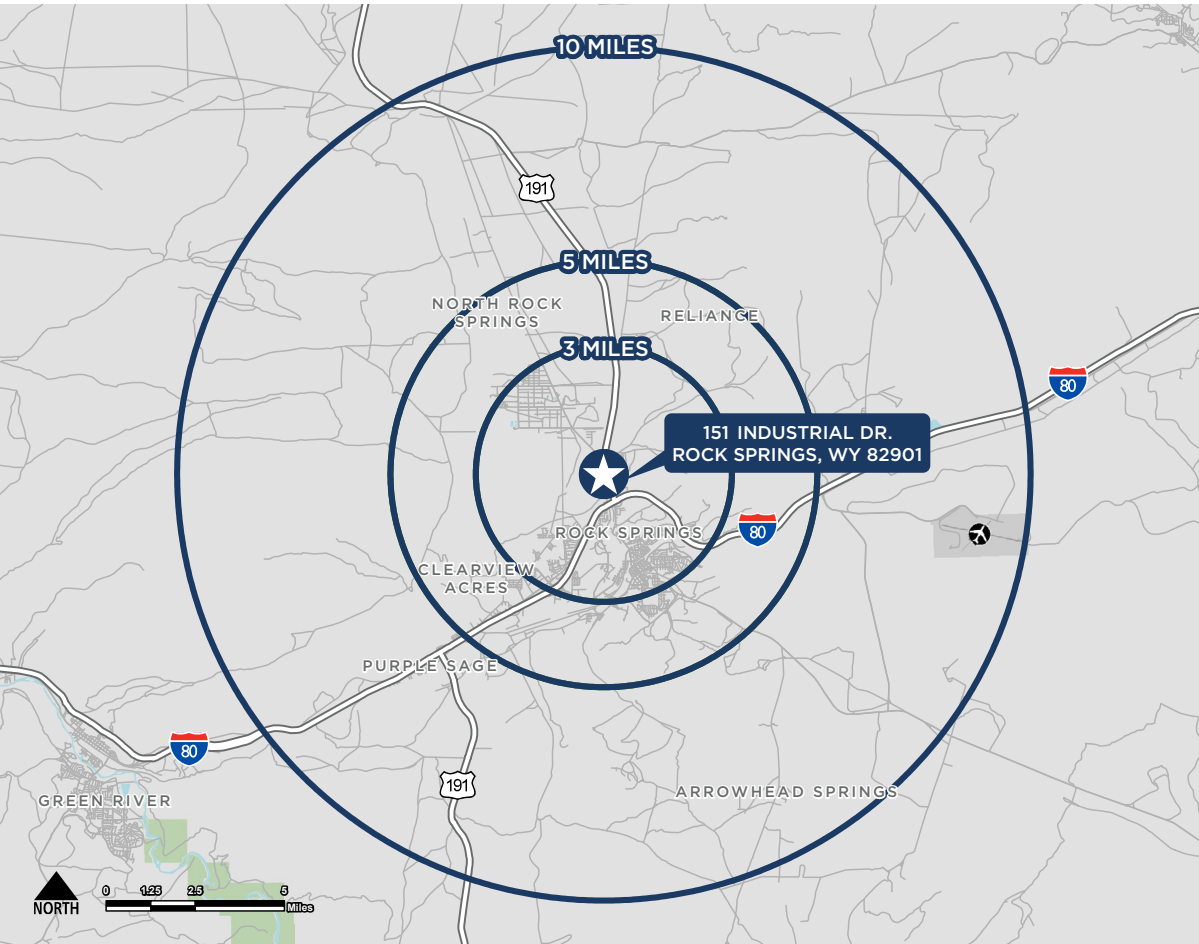 10 MILES
191
5 MILES
NORTH ROCK
SPRINGS
RELIANCE
3 MILES
80
151 INDUSTRIAL DR.
ROCK SPRINGS, WY 82901
ROCK SPRINGS
80
CLEARVIEW
ACRES
PURPLE SAGE
80
191
ARROWHEAD SPRINGS
GREEN RIVER
NORTH
0 1.25 2.5 5
Miles